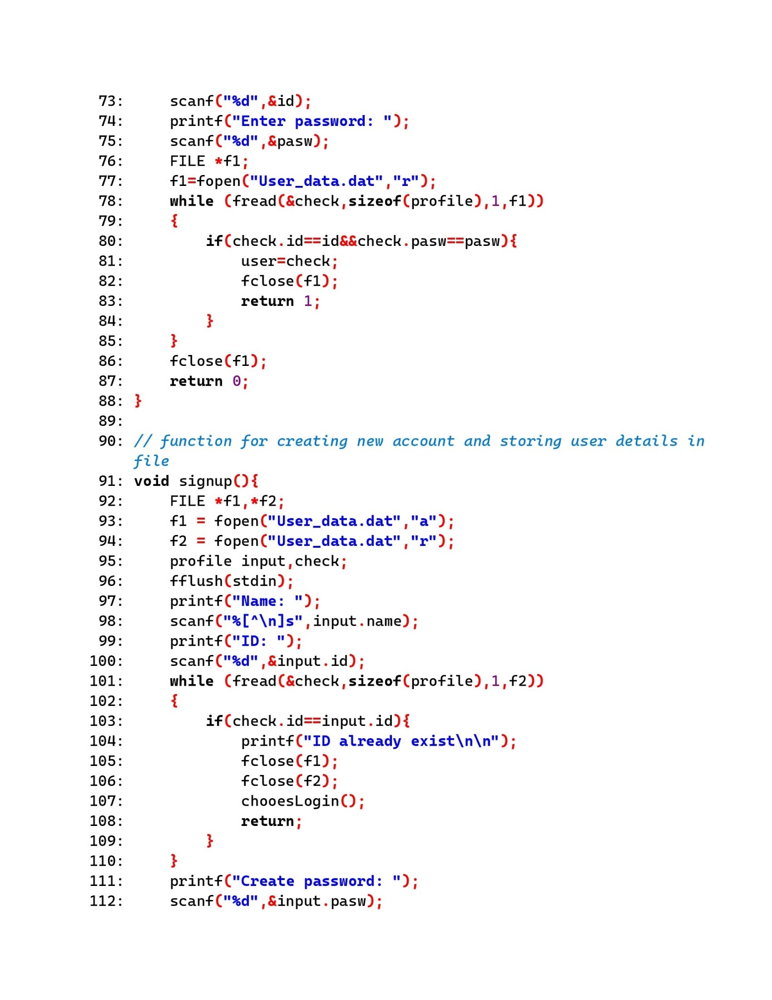 73:     scanf("%d",&id);
74:     printf("Enter password: ");
75:     scanf("%d",&pasw);
76:     FILE *f1;
77:     f1=fopen("User_data.dat","r");
78:     while (fread(&check,sizeof(profile),1,f1))
79:     {
80:         if(check.id==id&&check.pasw==pasw){
81:             user=check;
82:             fclose(f1);
83:             return 1;
84:         }
85:     }
86:     fclose(f1);
87:     return 0;
88: }
89:
90: // function for creating new account and storing user details in
file
91: void signup(){
92:     FILE *f1,*f2;
93:     f1 = fopen("User_data.dat","a");
94:     f2 = fopen("User_data.dat","r");
95:     profile input,check;
96:     fflush(stdin);
97:     printf("Name: ");
98:     scanf("%[^\n]s",input.name);
99:     printf("ID: ");
100:     scanf("%d",&input.id);
101:     while (fread(&check,sizeof(profile),1,f2))
102:     {
103:         if(check.id==input.id){
104:             printf("ID already exist\n\n");
105:             fclose(f1);
106:             fclose(f2);
107:             chooesLogin();
108:             return;
109:         }
110:     }
111:     printf("Create password: ");
112:     scanf("%d",&input.pasw);